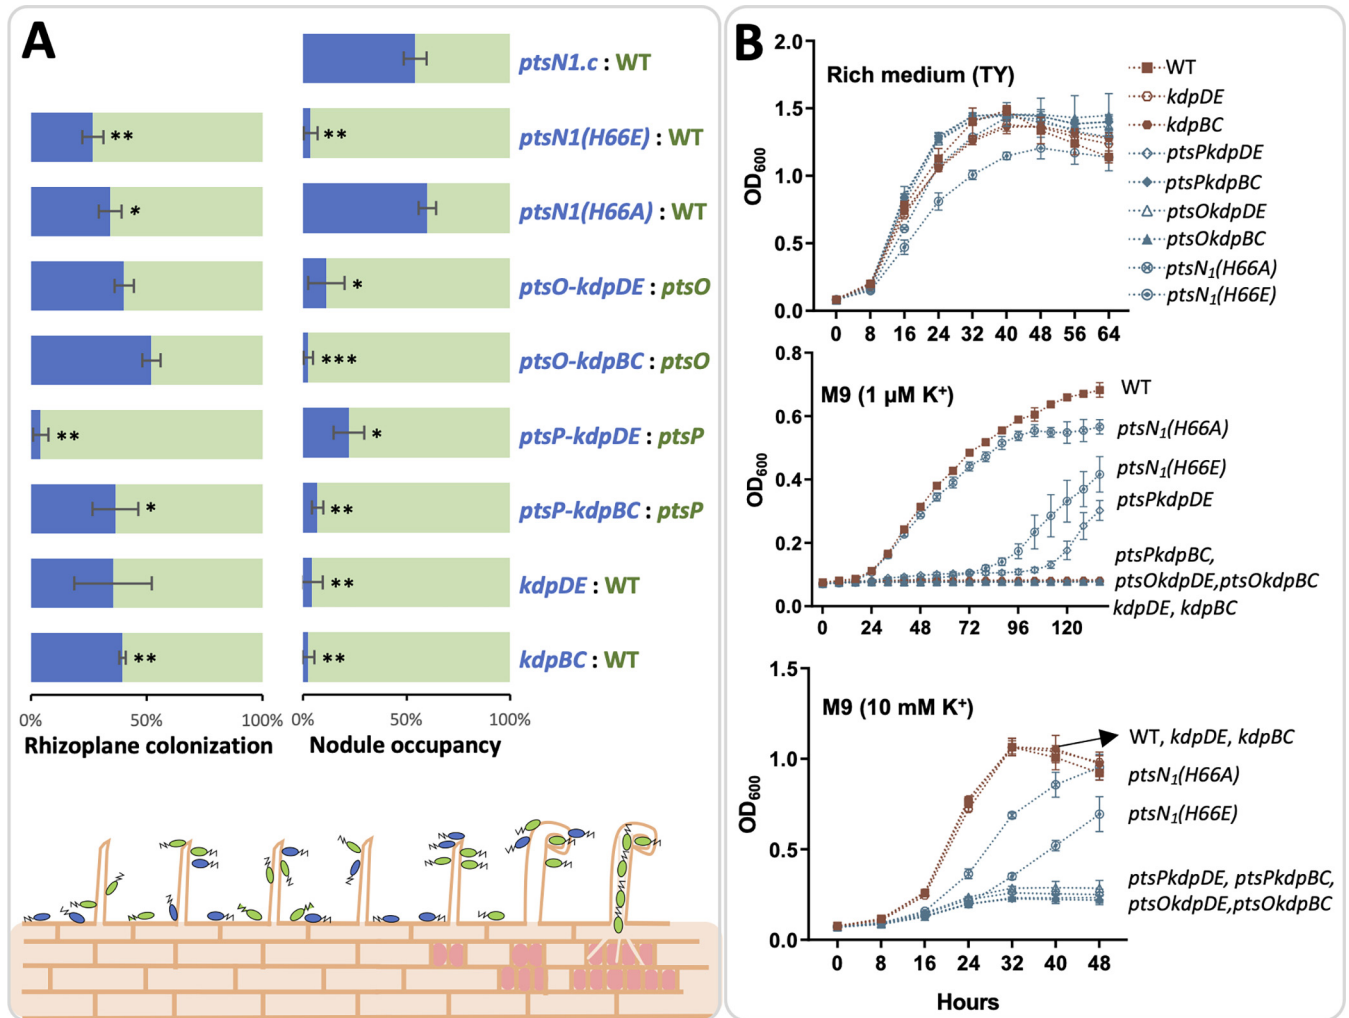 A
ptsN1.c : WT
** ** ptsN1(H66E) : WT
* ptsN1(H66A) : WT
* ptsO-kdpDE : ptsO
*** ptsO-kdpBC : ptsO
** * ptsP-kdpDE : ptsP
* ** ptsP-kdpBC : ptsP
** kdpDE : WT
** ** kdpBC : WT
0% 50% 100% 0% 50% 100%
Rhizoplane colonization Nodule occupancy
B
Rich medium (TY)
OD600
2.0
1.5
1.0
0.5
0.0
0 8 16 24 32 40 48 56 64
WT
kdpDE
kdpBC
ptsPkdpDE
ptsPkdpBC
ptsOkdpDE
ptsOkdpBC
ptsN1(H66A)
ptsN1(H66E)
M9 (1 µM K+)
OD600
0.8
0.6
0.4
0.2
0.0
0 24 48 72 96 120
WT
ptsN1(H66A)
ptsN1(H66E)
ptsPkdpDE
ptsPkdpBC,
ptsOkdpDE,ptsOkdpBC
kdpDE, kdpBC
M9 (10 mM K+)
OD600
1.5
1.0
0.5
0.0
0 8 16 24 32 40 48
Hours
WT, kdpDE, kdpBC
ptsN1(H66A)
ptsN1(H66E)
ptsPkdpDE, ptsPkdpBC,
ptsOkdpDE,ptsOkdpBC